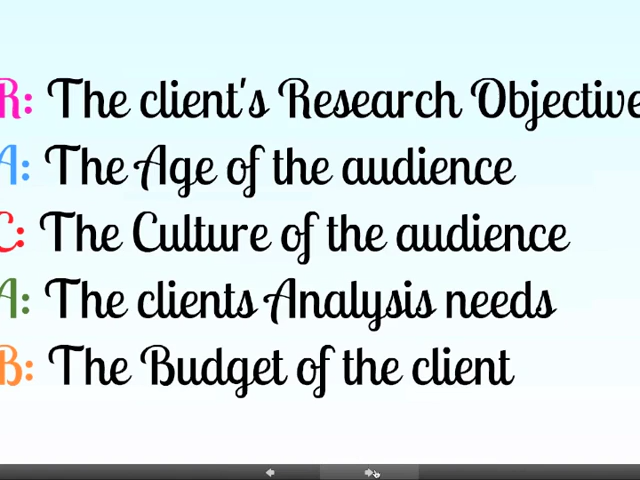 R: The client's Research Objective
A: The Age of the audience
C: The Culture of the audience
A: The clients Analysis needs
B: The Budget of the client